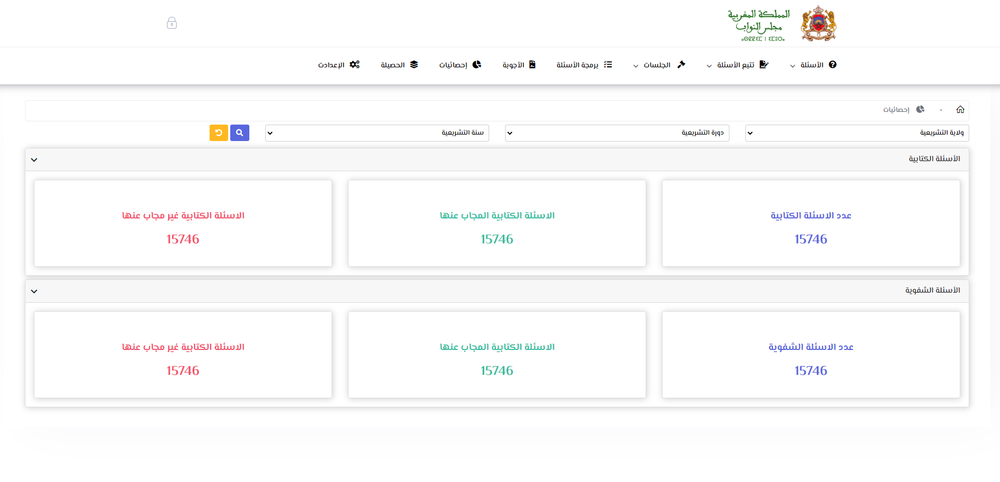 المملكة المغربية
مجلس النواب
0
الأسئلة
تتبع الأسئلة
الجلسات
برمجة الأسئلة
الأجوبة
إحصائيات
الحصيلة
الإعدادت
- إحصائيات
ولاية التشريعية
دورة التشريعية
سنة التشريعية
الأسئلة الكتابية
عدد الاسئلة الكتابية
15746
الاسئلة الكتابية المجاب عنها
15746
الاسئلة الكتابية غير مجاب عنها
15746
الأسئلة الشفوية
عدد الاسئلة الشفوية
15746
الاسئلة الكتابية المجاب عنها
15746
الاسئلة الكتابية غير مجاب عنها
15746